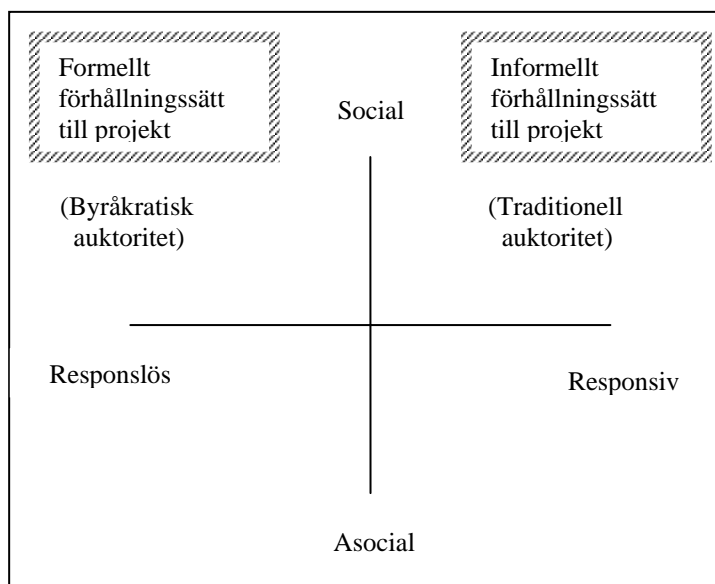 Formellt
förhållningssätt
till projekt
Social
Informellt
förhållningssätt
till projekt
(Byråkratisk
auktoritet)
(Traditionell
auktoritet)
Responslös
Responsiv
Asocial